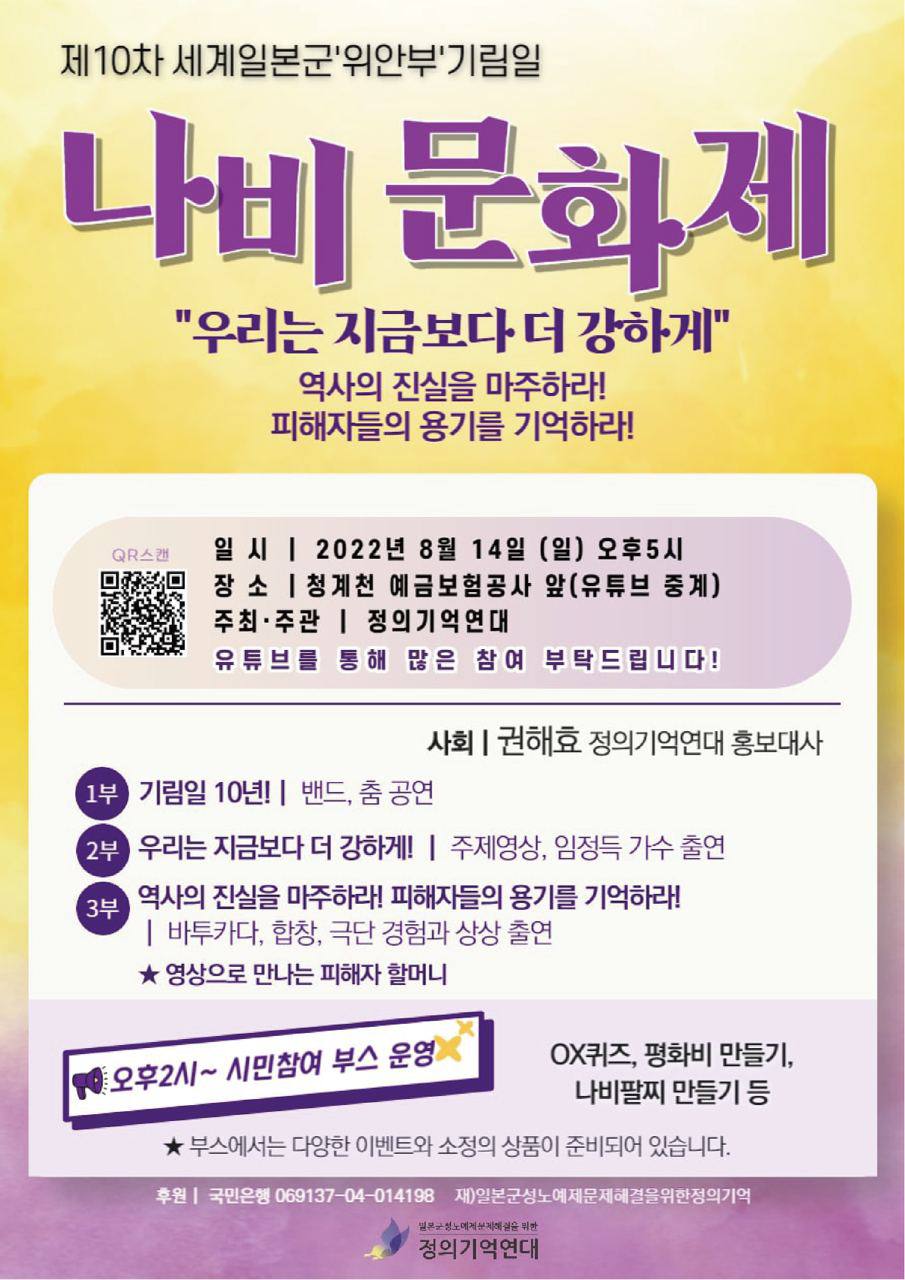 제10차 세계일본군'위안부'기림일
나비 문화제
"우리는 지금보다 더 강하게"
역사의 진실을 마주하라!
피해자들의 용기를 기억하라!
QR스캔
일 시 | 2022년 8월 14일 (일) 오후5시
장 소 | 청계천 예금보험공사 앞(유튜브 중계)
주최·주관 | 정의기억연대
유튜브를 통해 많은 참여 부탁드립니다!
사회 | 권해효 정의기억연대 홍보대사
1부 기림일 10년! | 밴드, 춤 공연
2부 우리는 지금보다 더 강하게! | 주제영상, 임정득 가수 출연
3부 역사의 진실을 마주하라! 피해자들의 용기를 기억하라!
| 바투카다, 합창, 극단 경험과 상상 출연
★ 영상으로 만나는 피해자 할머니
오후2시~ 시민참여 부스 운영
OX퀴즈, 평화비 만들기,
나비팔찌 만들기 등
★ 부스에서는 다양한 이벤트와 소정의 상품이 준비되어 있습니다.
후원 | 국민은행 069137-04-014198 재)일본군성노예제문제해결을위한정의기억
일본군성노예제문제해결을 위한
정의기억연대